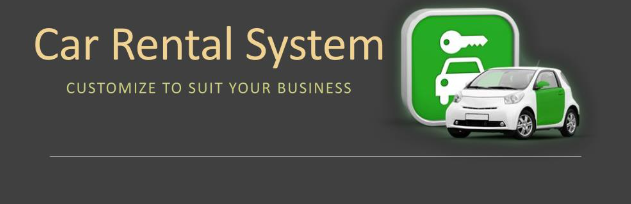 Car Rental System
CUSTOMIZE TO SUIT YOUR BUSINESS